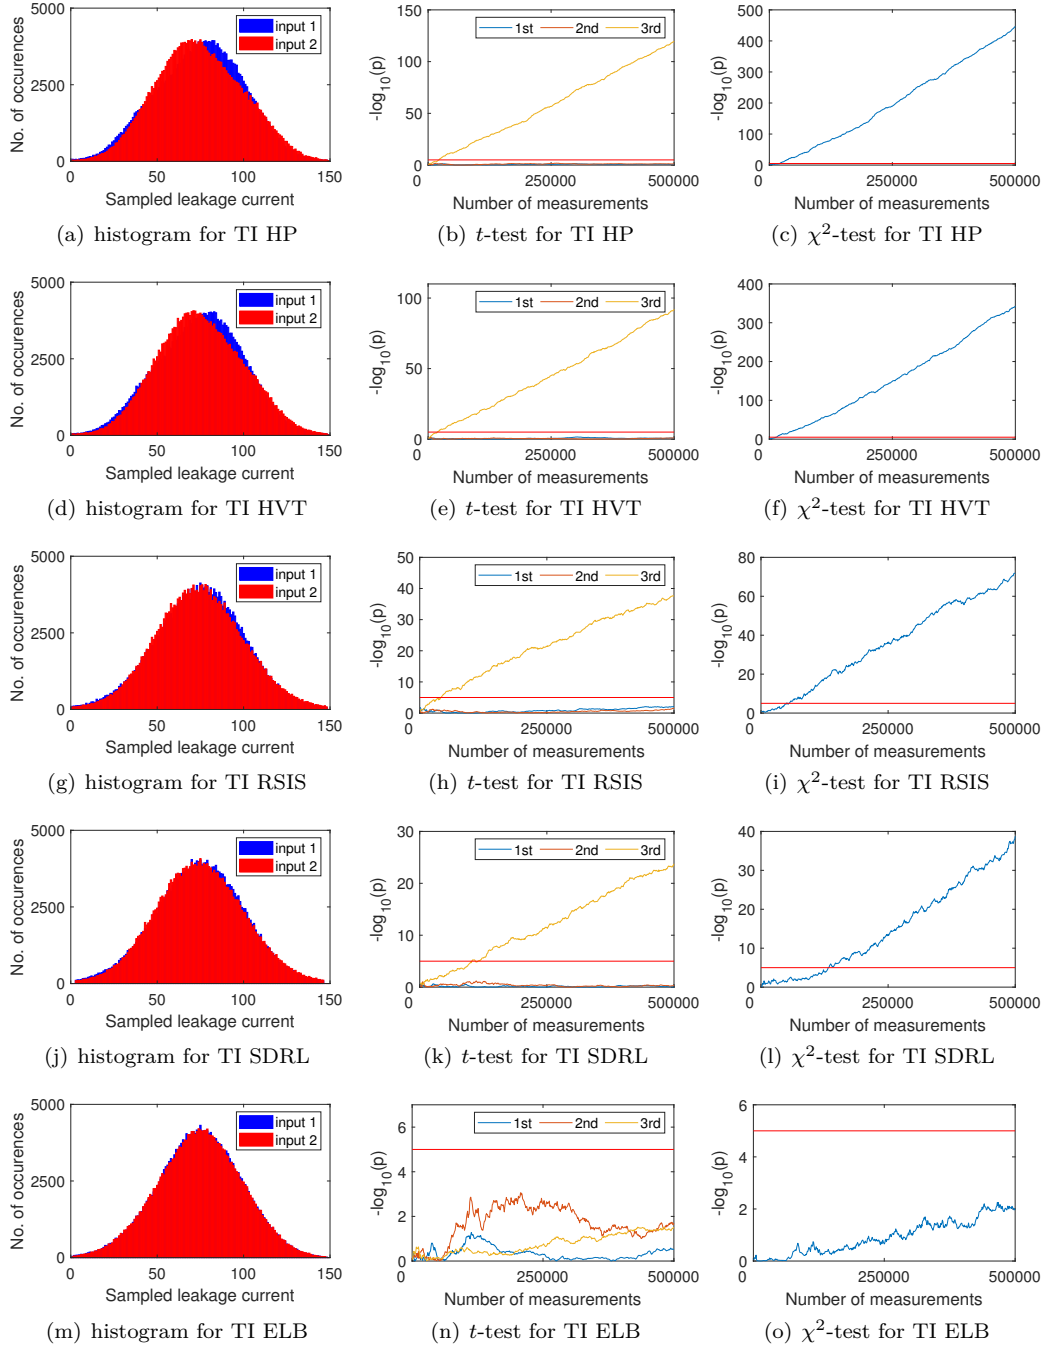 5000
2500
0
No. of occurences
input 1
input 2
0 50 100 150
Sampled leakage current
(a) histogram for TI HP
150
100
50
0
-log10(p)
1st 2nd 3rd
250000 500000
Number of measurements
(b) t-test for TI HP
500
400
300
200
100
0
-log10(p)
0 250000 500000
Number of measurements
(c) χ²-test for TI HP
5000
2500
0
No. of occurences
input 1
input 2
0 50 100 150
Sampled leakage current
(d) histogram for TI HVT
100
50
0
-log10(p)
1st 2nd 3rd
250000 500000
Number of measurements
(e) t-test for TI HVT
400
300
200
100
0
-log10(p)
0 250000 500000
Number of measurements
(f) χ²-test for TI HVT
5000
2500
0
No. of occurences
input 1
input 2
0 50 100 150
Sampled leakage current
(g) histogram for TI RSIS
50
40
30
20
10
0
-log10(p)
1st 2nd 3rd
0 250000 500000
Number of measurements
(h) t-test for TI RSIS
80
60
40
20
0
-log10(p)
250000 500000
Number of measurements
(i) χ²-test for TI RSIS
5000
2500
0
No. of occurences
input 1
input 2
0 50 100 150
Sampled leakage current
(j) histogram for TI SDRL
30
20
10
0
-log10(p)
1st 2nd 3rd
250000 500000
Number of measurements
(k) t-test for TI SDRL
40
30
20
10
0
-log10(p)
250000 500000
Number of measurements
(l) χ²-test for TI SDRL
5000
2500
0
No. of occurences
input 1
input 2
0 50 100 150
Sampled leakage current
(m) histogram for TI ELB
6
4
2
0
-log10(p)
1st 2nd 3rd
0 250000 500000
Number of measurements
(n) t-test for TI ELB
6
4
2
0
-log10(p)
0 250000 500000
Number of measurements
(o) χ²-test for TI ELB